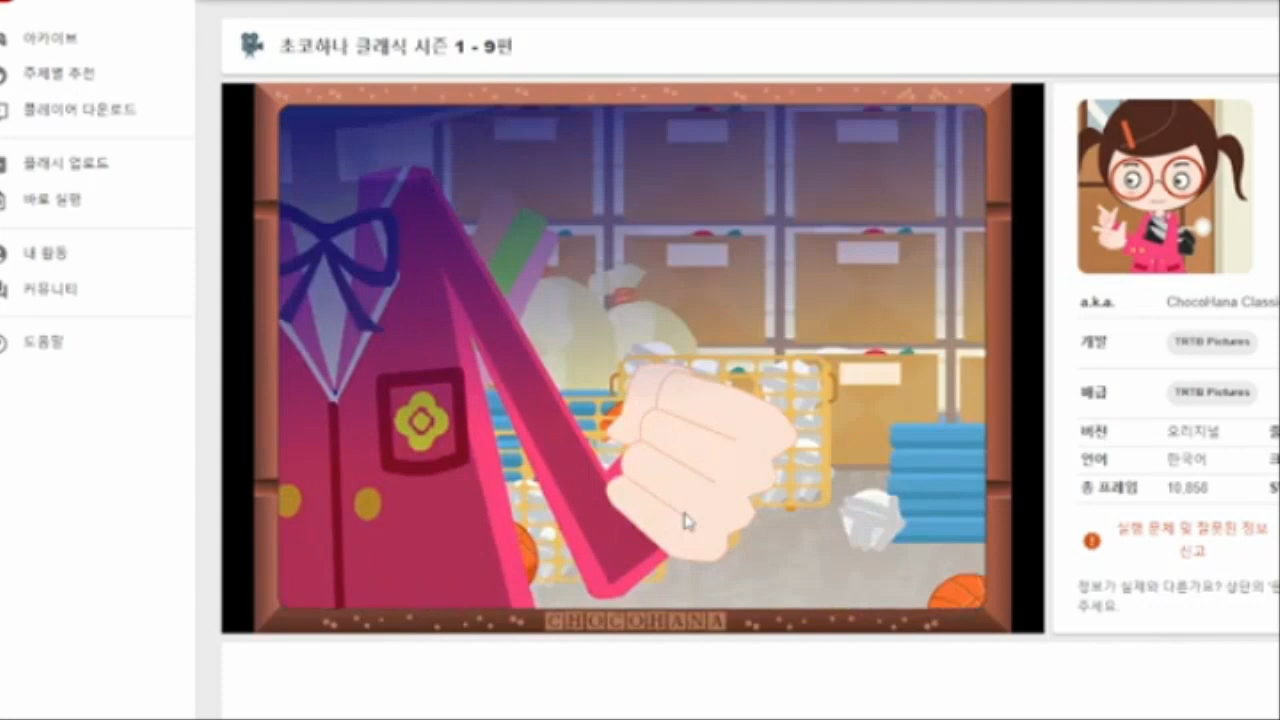 아카이브
주제별 추천
플레이어 다운로드
플래시 업로드
바로 실행
내 활동
커뮤니티
도움말
초코하나 클래식 시즌 1 - 9편
CHOCOHANA
a.k.a. ChocoHana Classi
개발 TRTB Pictures
배급 TRTB Pictures
버전 오리지널
언어 한국어
총 프레임 10,858
실행 문제 및 잘못된 정보
신고
정보가 실제와 다른가요? 상단의
주세요.